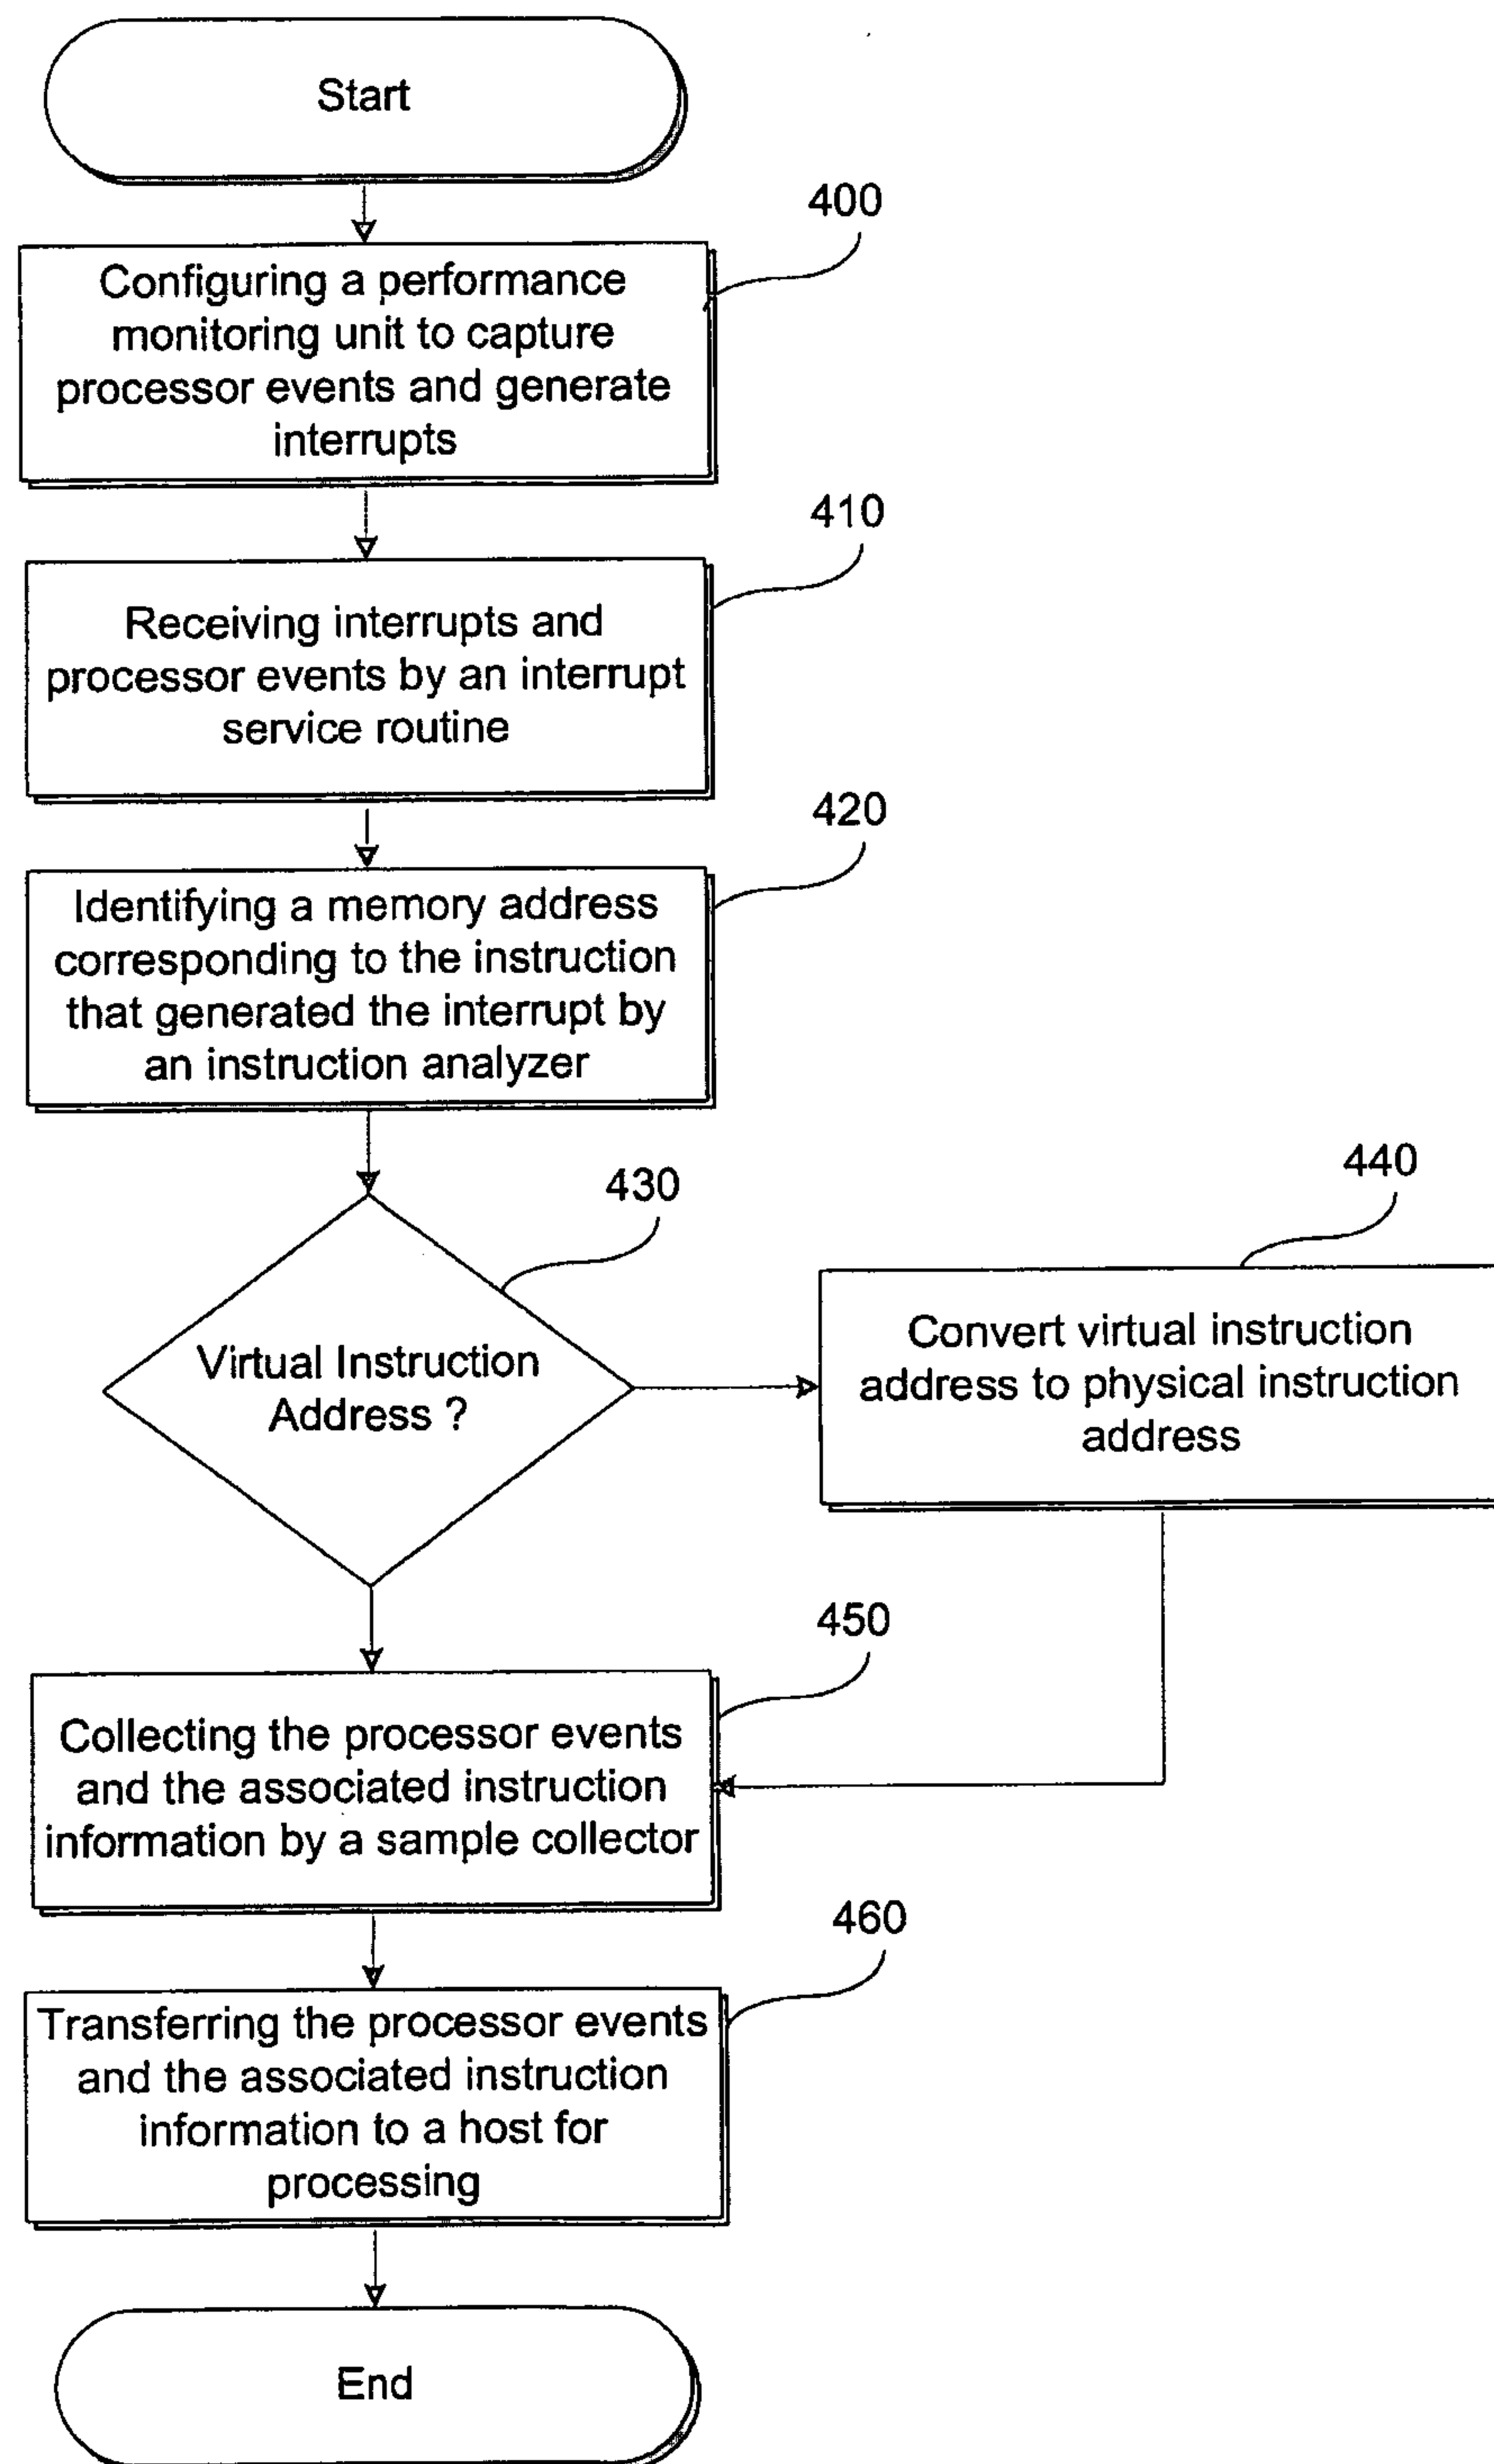 Start
400
Configuring a performance
monitoring unit to capture
processor events and generate
interrupts
410
Receiving interrupts and
processor events by an interrupt
service routine
420
Identifying a memory address
corresponding to the instruction
that generated the interrupt by
an instruction analyzer
430
Virtual Instruction
Address ?
440
Convert virtual instruction
address to physical instruction
address
450
Collecting the processor events
and the associated instruction
information by a sample collector
460
Transferring the processor events
and the associated instruction
information to a host for
processing
End